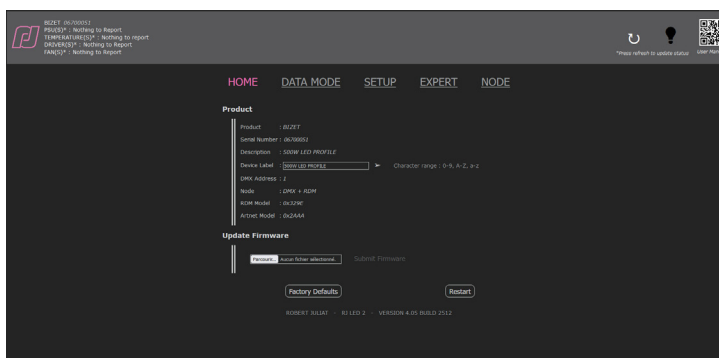 BIZET 06700051
PSU(S)* : Nothing to Report
TEMPERATURE(S)* : Nothing to report
DRIVER(S)* : Nothing to Report
FAN(S)* : Nothing to Report
*Press refresh to update status
User Man
HOME DATA MODE SETUP EXPERT NODE
Product
Product : BIZET
Serial Number : 06700051
Description : 500W LED PROFILE
Device Label : 500W LED PROFILE ➤ Character range : 0-9, A-Z, a-z
DMX Address : 1
Node : DMX + RDM
RDM Model : 0x329E
Artnet Model : 0x2AAA
Update Firmware
Parcourir... Aucun fichier sélectionné. Submit Firmware
Factory Defaults Restart
ROBERT JULIAT - RJ LED 2 - VERSION 4.05 BUILD 2512